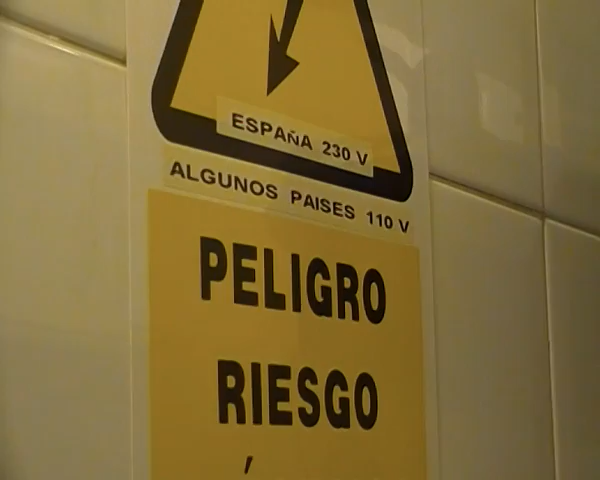 ESPAÑA 230 V
ALGUNOS PAISES 110 V
PELIGRO
RIESGO